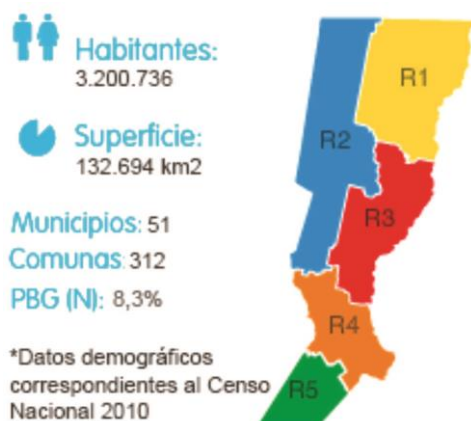 Habitantes:
3.200.736
Superficie:
132.694 km2
Municipios: 51
Comunas: 312
PBG (N): 8,3%
*Datos demográficos
correspondientes al Censo
Nacional 2010
R1
R2
R3
R4
R5